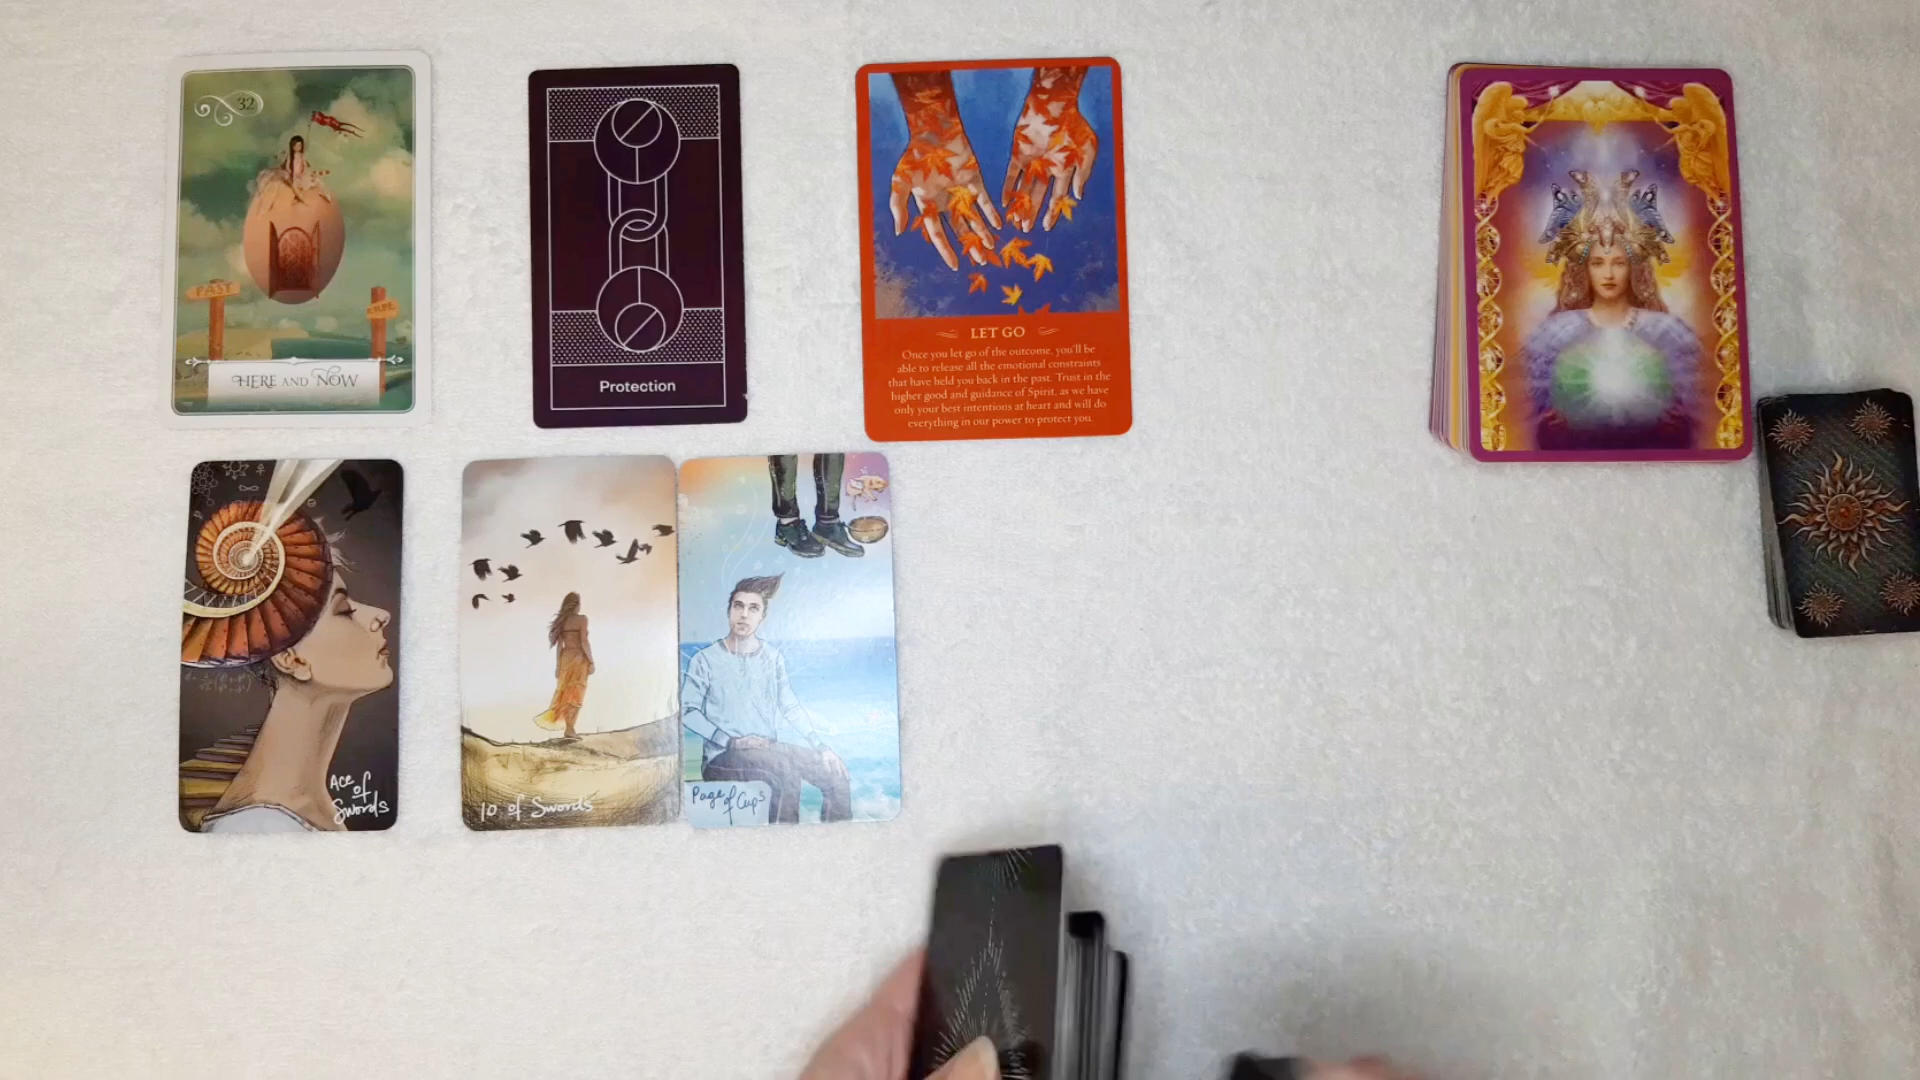 32
PAST
HERE AND NOW
Protection
LET GO
Once you let go of the outcome, you'll be
able to release all the emotional constraints
that have held you back in the past. Trust in the
higher good and guidance of Spirit, as we have
only your best intentions at heart and will do
everything in our power to protect you.
Ace
of
Swords
10 of Swords
Page of Cups